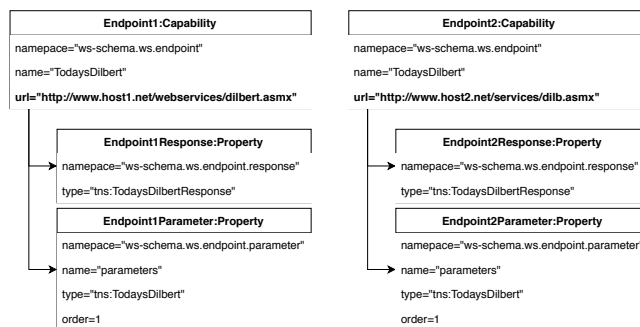 Endpoint1:Capability
namepace="ws-schema.ws.endpoint"
name="TodaysDilbert"
url="http://www.host1.net/webservices/dilbert.asmx"
Endpoint1Response:Property
namepace="ws-schema.ws.endpoint.response"
type="tns:TodaysDilbertResponse"
Endpoint1Parameter:Property
namepace="ws-schema.ws.endpoint.parameter"
name="parameters"
type="tns:TodaysDilbert"
order=1
Endpoint2:Capability
namepace="ws-schema.ws.endpoint"
name="TodaysDilbert"
url="http://www.host2.net/services/dilb.asmx"
Endpoint2Response:Property
namepace="ws-schema.ws.endpoint.response"
type="tns:TodaysDilbertResponse"
Endpoint2Parameter:Property
namepace="ws-schema.ws.endpoint.parameter"
name="parameters"
type="tns:TodaysDilbert"
order=1